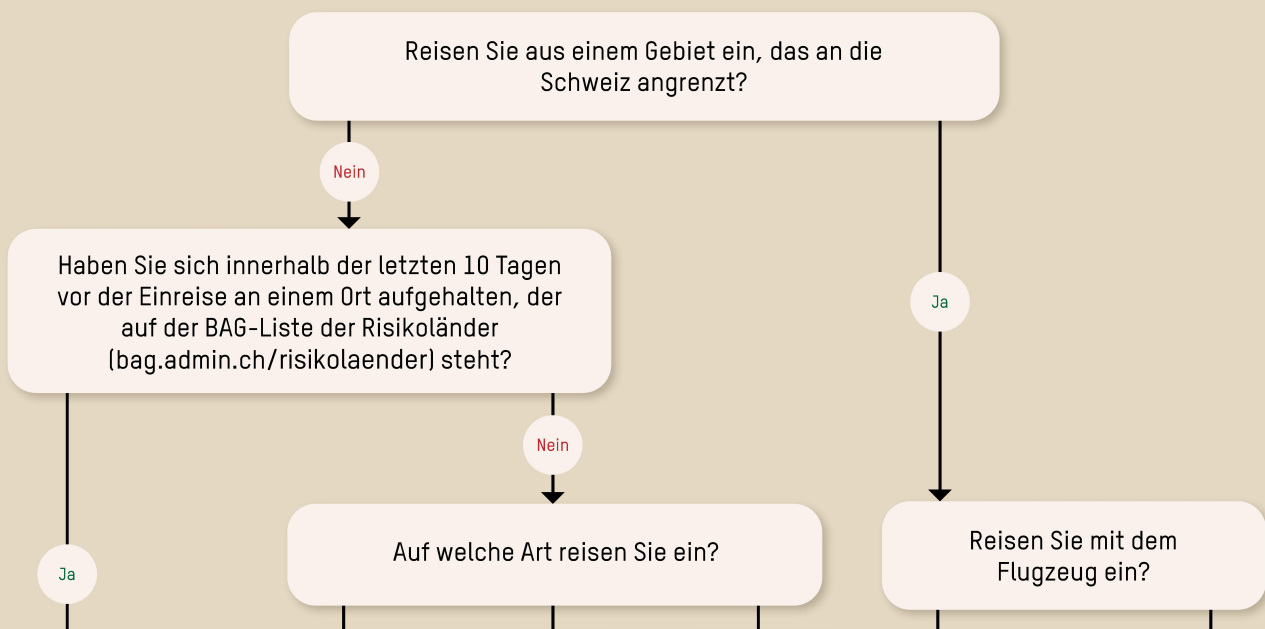 Reisen Sie aus einem Gebiet ein, das an die
Schweiz angrenzt?
Nein
Haben Sie sich innerhalb der letzten 10 Tagen
vor der Einreise an einem Ort aufgehalten, der
auf der BAG-Liste der Risikoländer
(bag.admin.ch/risikolaender) steht?
Ja
Nein
Auf welche Art reisen Sie ein?
Reisen Sie mit dem
Flugzeug ein?
Ja